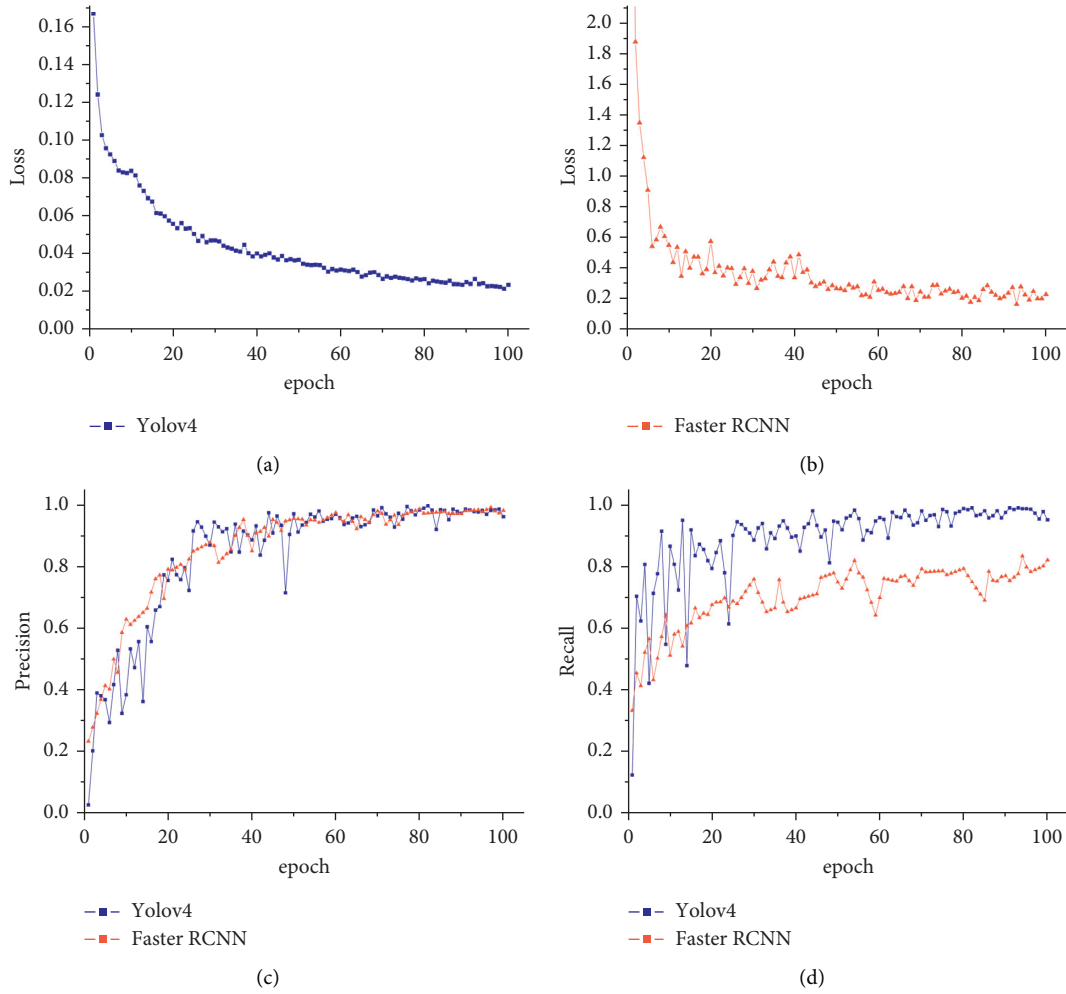 0.16
0.14
0.12
0.10
0.08
0.06
0.04
0.02
0.00
Loss
0 20 40 60 80 100
epoch
Yolov4
(a)
2.0
1.8
1.6
1.4
1.2
1.0
0.8
0.6
0.4
0.2
0.0
Loss
0 20 40 60 80 100
epoch
Faster RCNN
(b)
1.0
0.8
0.6
0.4
0.2
0.0
Precision
0 20 40 60 80 100
epoch
Yolov4
Faster RCNN
(c)
1.0
0.8
0.6
0.4
0.2
0.0
Recall
0 20 40 60 80 100
epoch
Yolov4
Faster RCNN
(d)